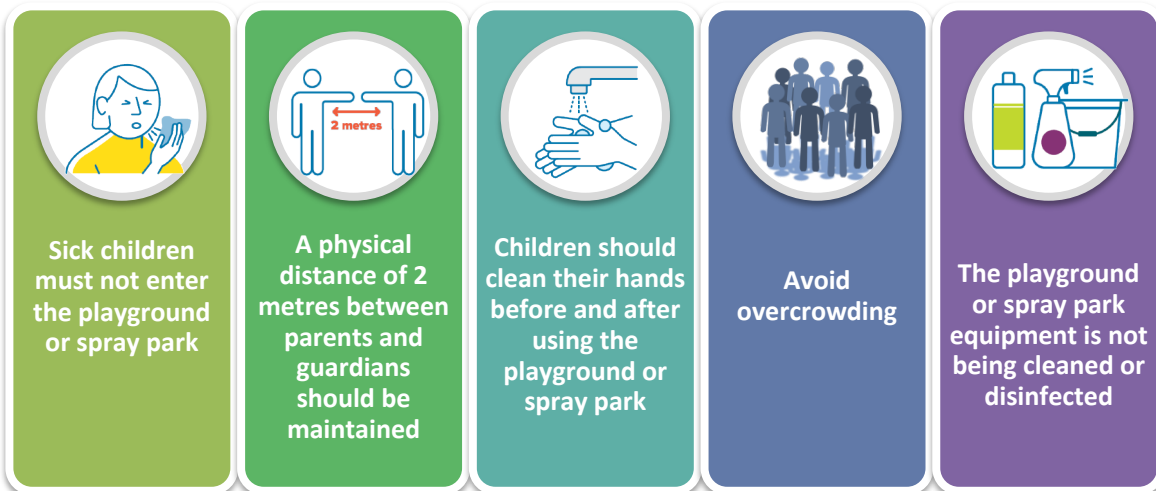 2 metres
Sick children
must not enter
the playground
or spray park
A physical
distance of 2
metres between
parents and
guardians
should be
maintained
Children should
clean their hands
before and after
using the
playground or
spray park
Avoid
overcrowding
The playground
or spray park
equipment is not
being cleaned or
disinfected